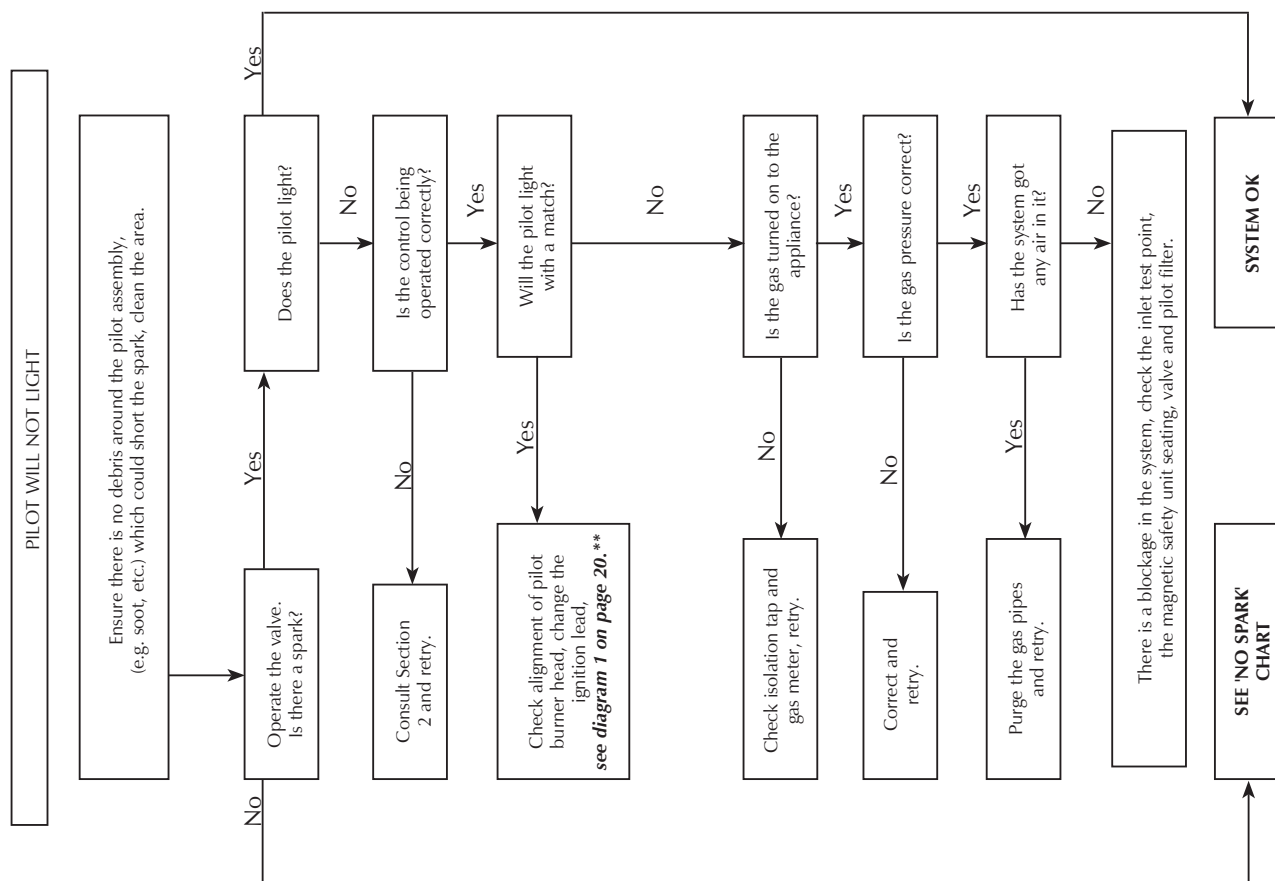 PILOT WILL NOT LIGHT
Ensure there is no debris around the pilot assembly,
(e.g. soot, etc.) which could short the spark, clean the area.
Operate the valve.
Is there a spark?
No
Yes
Does the pilot light?
Yes
No
Is the control being
operated correctly?
No
Consult Section
2 and retry.
Yes
Will the pilot light
with a match?
Yes
Check alignment of pilot
burner head, change the
ignition lead,
see diagram 1 on page 20.**
No
Is the gas turned on to the
appliance?
No
Check isolation tap and
gas meter, retry.
Yes
Is the gas pressure correct?
No
Correct and
retry.
Yes
Has the system got
any air in it?
Yes
Purge the gas pipes
and retry.
No
There is a blockage in the system, check the inlet test point,
the magnetic safety unit seating, valve and pilot filter.
SEE 'NO SPARK'
CHART
SYSTEM OK